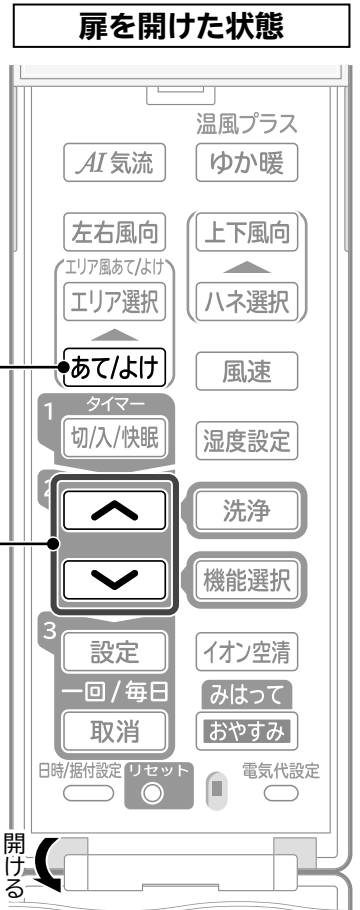 扉を開けた状態
温風プラス
AI 気流
ゆか暖
左右風向
上下風向
エリア風あて/よけ
エリア選択
ハネ選択
あて/よけ
風速
1
タイマー
切/入/快眠
湿度設定
2
洗浄
機能選択
3
設定
イオン空清
一回/毎日
みはって
取消
おやすみ
日時/据付設定
リセット
電気代設定
開ける